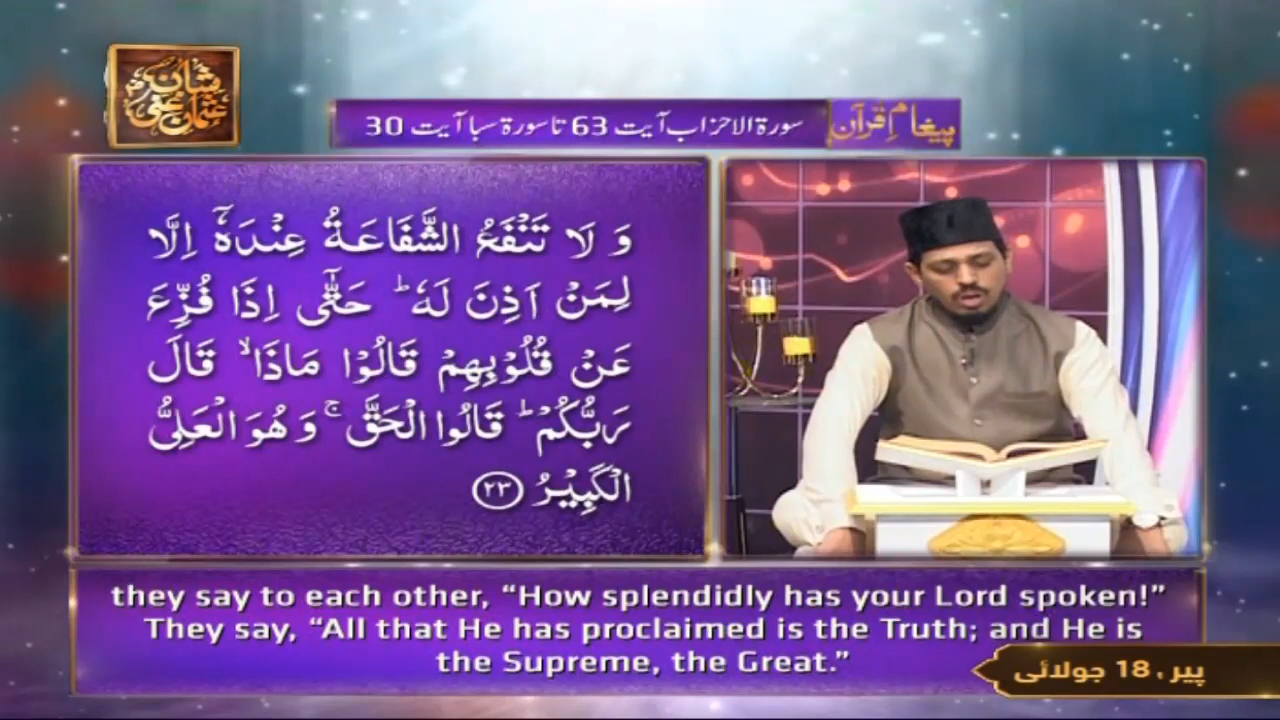 شان عثمان غنی
پیغام قرآن
سورۃ الاحزاب آیت 63 تا سورۃ سبا آیت 30
وَ لَا تَنْفَعُ الشَّفَاعَةُ عِنْدَهٗۤ اِلَّا
لِمَنْ اَذِنَ لَهٗ ؕ حَتّٰۤى اِذَا فُزِّعَ
عَنْ قُلُوْبِهِمْ قَالُوْا مَاذَا ۙ قَالَ
رَبُّكُمْ ؕ قَالُوا الْحَقَّ ۚ وَ هُوَ الْعَلِیُّ
الْكَبِیْرُ ﴿۲۳﴾
they say to each other, “How splendidly has your Lord spoken!”
They say, “All that He has proclaimed is the Truth; and He is
the Supreme, the Great.”
پیر، 18 جولائی